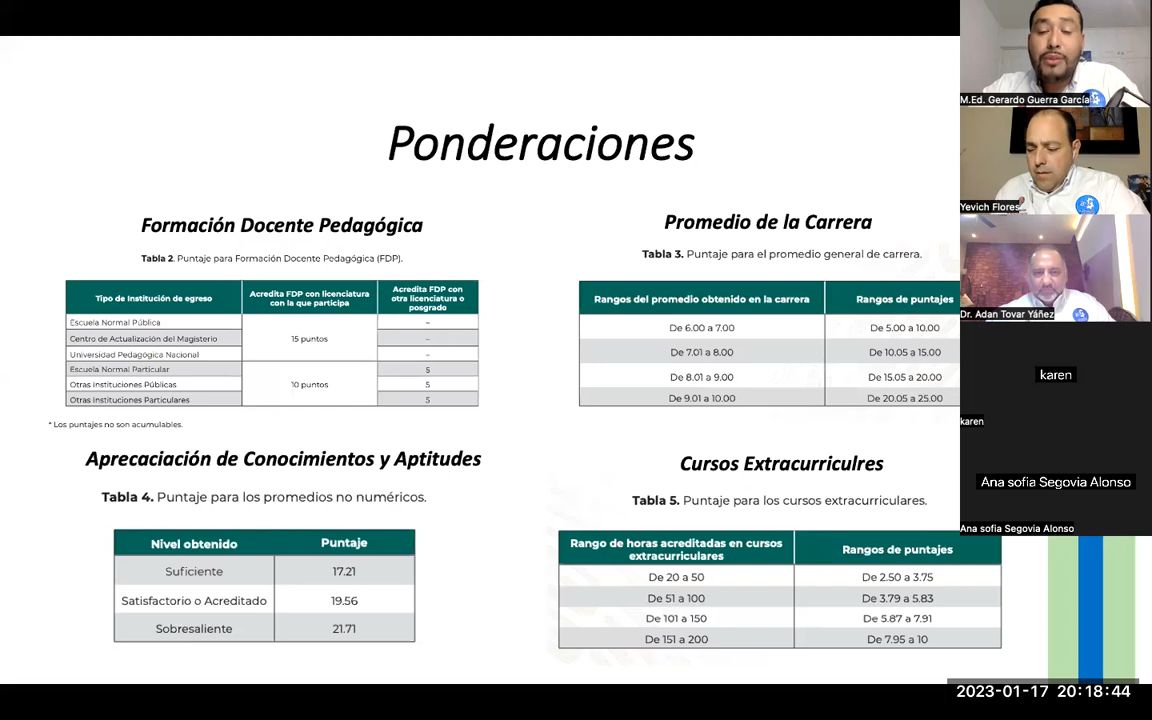 Ponderaciones
Formación Docente Pedagógica
Tabla 2. Puntaje para Formación Docente Pedagógica (FDP).
Tipo de Institución de egreso
Acredita FDP con licenciatura
con la que participa
Acredita FDP con
otra licenciatura o
posgrado
Escuela Normal Pública
–
Centro de Actualización del Magisterio
15 puntos
–
Universidad Pedagógica Nacional
–
Escuela Normal Particular
5
Otras Instituciones Públicas
10 puntos
5
Otras Instituciones Particulares
5
* Los puntajes no son acumulables.
Promedio de la Carrera
Tabla 3. Puntaje para el promedio general de carrera.
Rangos del promedio obtenido en la carrera
Rangos de puntajes
De 6.00 a 7.00
De 5.00 a 10.00
De 7.01 a 8.00
De 10.05 a 15.00
De 8.01 a 9.00
De 15.05 a 20.00
De 9.01 a 10.00
De 20.05 a 25.00
Aprecaciación de Conocimientos y Aptitudes
Tabla 4. Puntaje para los promedios no numéricos.
Nivel obtenido
Puntaje
Suficiente
17.21
Satisfactorio o Acreditado
19.56
Sobresaliente
21.71
Cursos Extracurriculres
Tabla 5. Puntaje para los cursos extracurriculares.
Rango de horas acreditadas en cursos
extracurriculares
Rangos de puntajes
De 20 a 50
De 2.50 a 3.75
De 51 a 100
De 3.79 a 5.83
De 101 a 150
De 5.87 a 7.91
De 151 a 200
De 7.95 a 10
M.Ed. Gerardo Guerra García
Yevich Flores
Dr. Adan Tovar Yáñez
karen
karen
Ana sofia Segovia Alonso
Ana sofia Segovia Alonso
2023-01-17 20:18:44